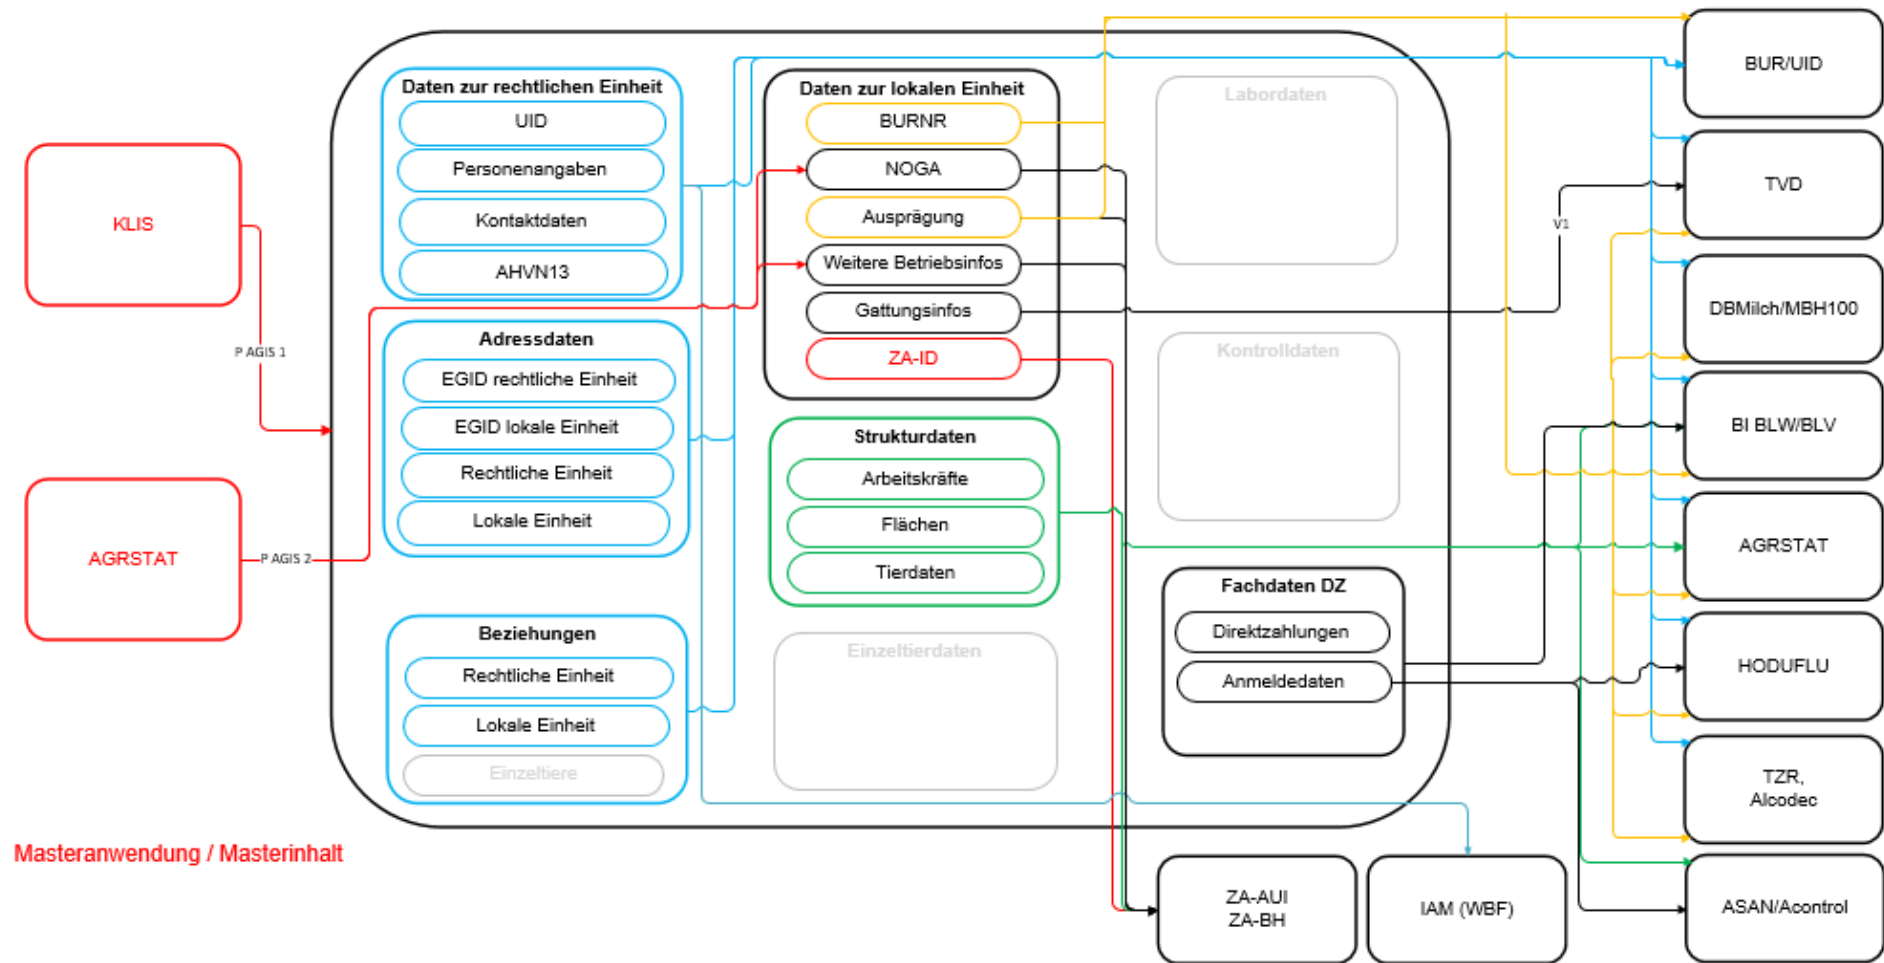 KLIS
AGRSTAT
P AGIS 1
P AGIS 2
Masteranwendung / Masterinhalt
Daten zur rechtlichen Einheit
UID
Personenangaben
Kontaktdaten
AHVN13
Adressdaten
EGID rechtliche Einheit
EGID lokale Einheit
Rechtliche Einheit
Lokale Einheit
Beziehungen
Rechtliche Einheit
Lokale Einheit
Einzeltiere
Daten zur lokalen Einheit
BURNR
NOGA
Ausprägung
Weitere Betriebsinfos
Gattungsinfos
ZA-ID
Strukturdaten
Arbeitskräfte
Flächen
Tierdaten
Einzeltierdaten
Labordaten
Kontrolldaten
Fachdaten DZ
Direktzahlungen
Anmeldedaten
V1
ZA-AUI
ZA-BH
IAM (WBF)
BUR/UID
TVD
DBMilch/MBH100
BI BLW/BLV
AGRSTAT
HODUFLU
TZR,
Alcodec
ASAN/Acontrol